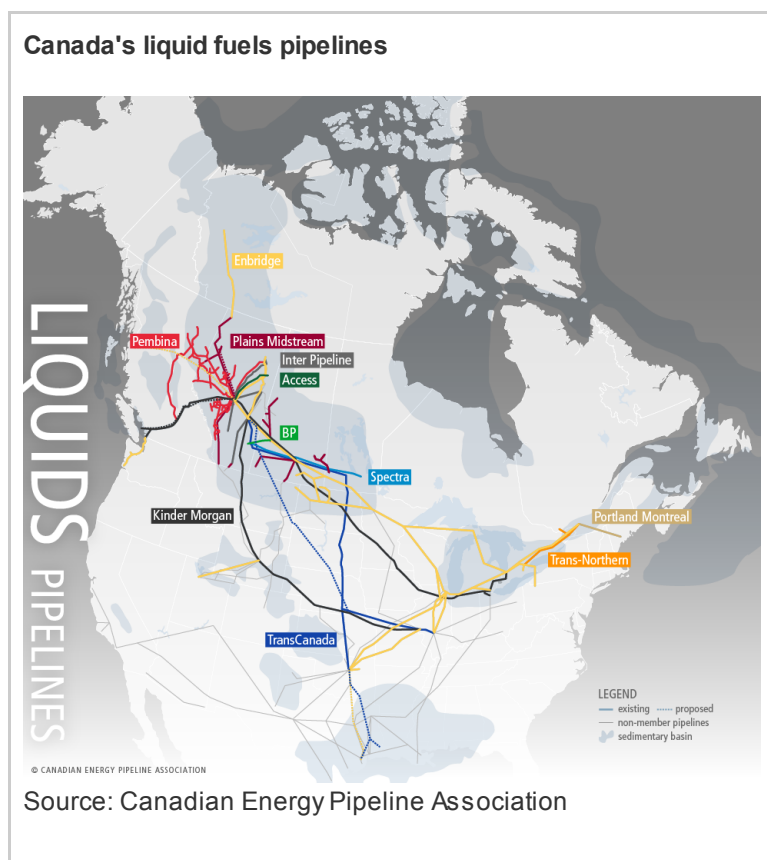 Canada's liquid fuels pipelines
LIQUIDS PIPELINES
Enbridge
Pembina
Plains Midstream
Inter Pipeline
Access
BP
Spectra
Kinder Morgan
Portland Montreal
Trans-Northern
TransCanada
LEGEND
existing proposed
non-member pipelines
sedimentary basin
© CANADIAN ENERGY PIPELINE ASSOCIATION
Source: Canadian Energy Pipeline Association